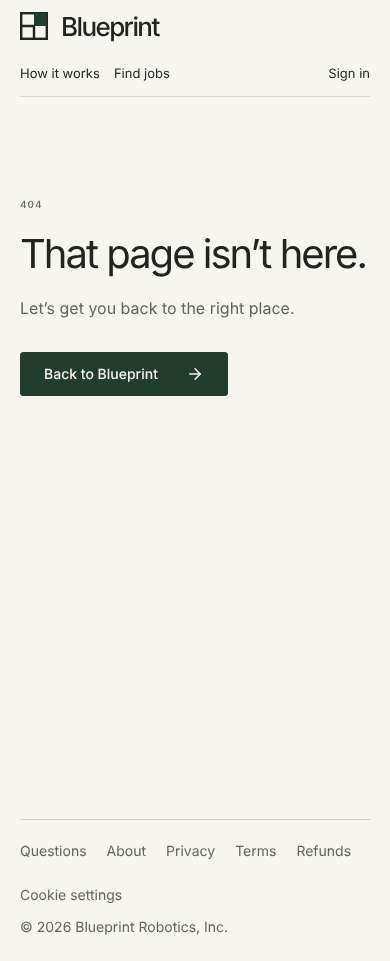 Blueprint
How it works Find jobs Sign in
404
That page isn’t here.
Let’s get you back to the right place.
Back to Blueprint
Questions About Privacy Terms Refunds
Cookie settings
© 2026 Blueprint Robotics, Inc.